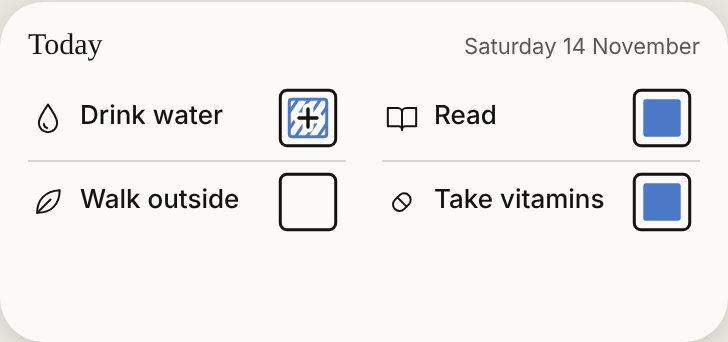 Today
Saturday 14 November
Drink water
Read
Walk outside
Take vitamins